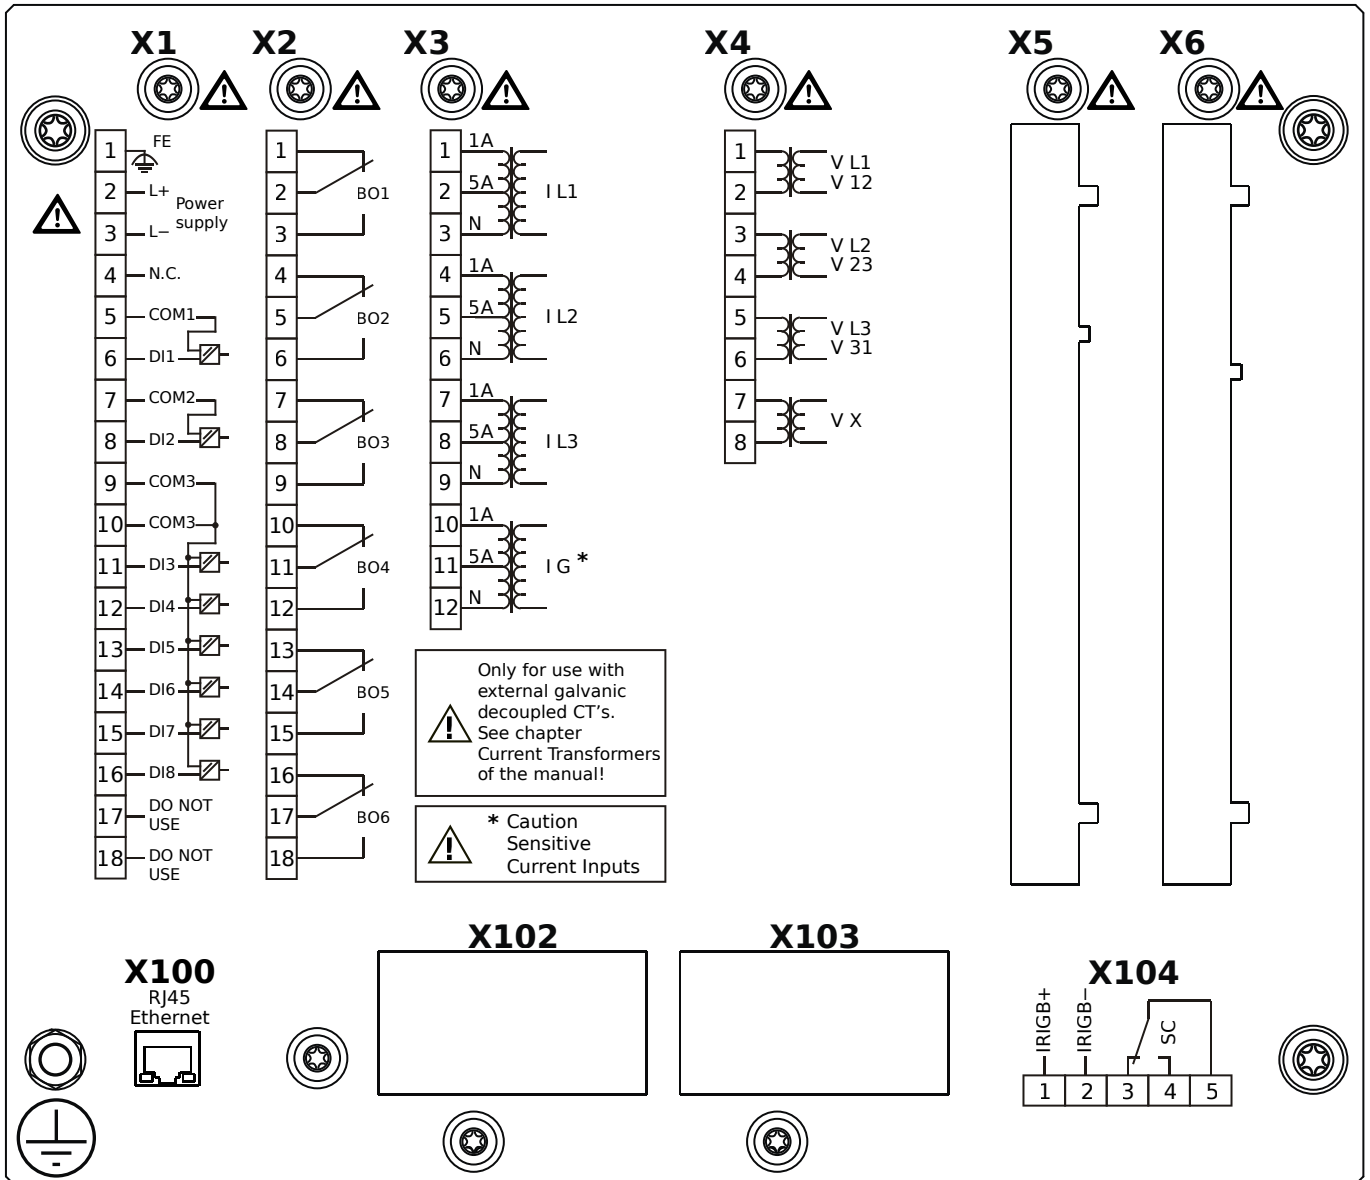 X1 X2 X3 X4 X5 X6
1 FE
2 L+
Power
supply
3 L−
4 N.C.
5 COM1
6 DI1
7 COM2
8 DI2
9 COM3
10 COM3
11 DI3
12 DI4
13 DI5
14 DI6
15 DI7
16 DI8
17 DO NOT
USE
18 DO NOT
USE
1
2 BO1
3
4
5 BO2
6
7
8 BO3
9
10
11 BO4
12
13
14 BO5
15
16
17 BO6
18
1 1A
2 5A I L1
3 N
4 1A
5 5A I L2
6 N
7 1A
8 5A I L3
9 N
10 1A
11 5A I G *
12 N
Only for use with
external galvanic
decoupled CT's.
See chapter
Current Transformers
of the manual!
* Caution
Sensitive
Current Inputs
1 V L1
2 V 12
3 V L2
4 V 23
5 V L3
6 V 31
7 V X
8
X100
RJ45
Ethernet
X102
X103
X104
IRIGB+ IRIGB− SC
1 2 3 4 5